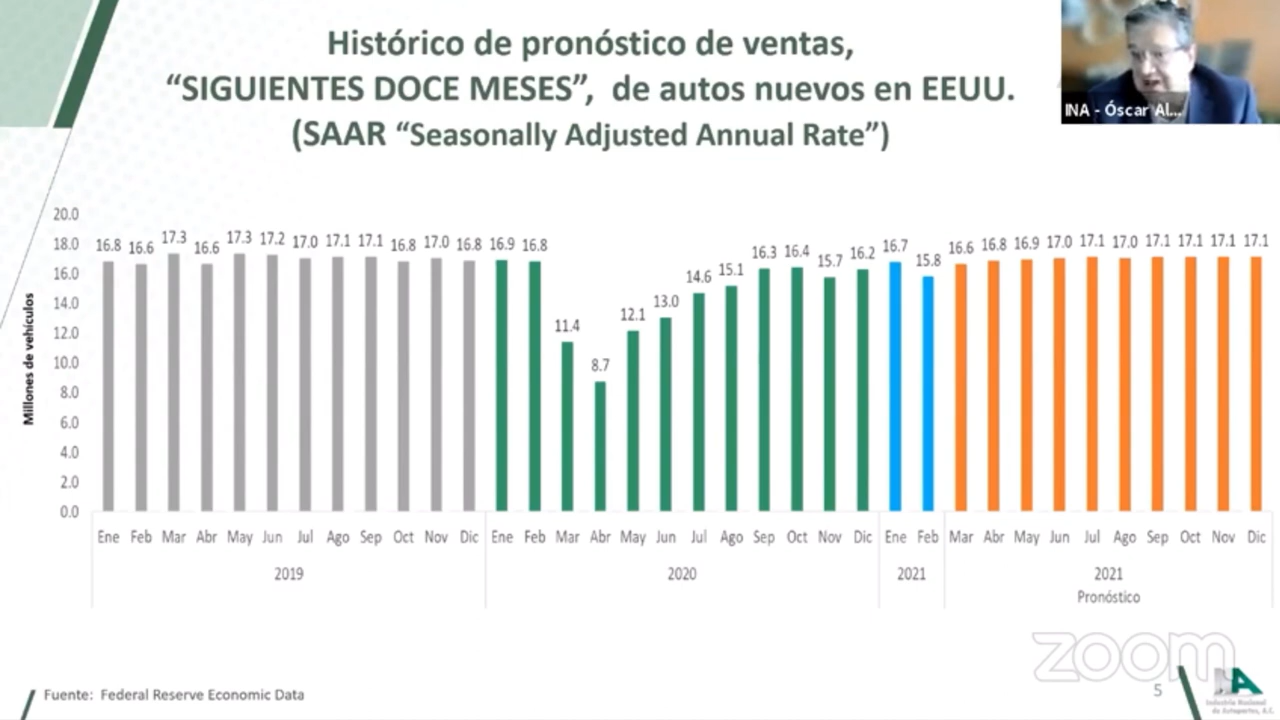 Histórico de pronóstico de ventas,
“SIGUIENTES DOCE MESES”, de autos nuevos en EEUU.
(SAAR “Seasonally Adjusted Annual Rate”)
INA - Óscar Al...
Millones de vehículos
20.0
18.0
16.0
14.0
12.0
10.0
8.0
6.0
4.0
2.0
0.0
16.8 16.6 17.3 16.6 17.3 17.2 17.0 17.1 17.1 16.8 17.0 16.8 16.9 16.8 11.4 8.7 12.1 13.0 14.6 15.1 16.3 16.4 15.7 16.2 16.7 15.8 16.6 16.8 16.9 17.0 17.1 17.0 17.1 17.1 17.1 17.1
Ene Feb Mar Abr May Jun Jul Ago Sep Oct Nov Dic Ene Feb Mar Abr May Jun Jul Ago Sep Oct Nov Dic Ene Feb Mar Abr May Jun Jul Ago Sep Oct Nov Dic
2019 2020 2021 2021
Pronóstico
zoom
Fuente: Federal Reserve Economic Data
5
Industria Nacional
de Autopartes, A.C.